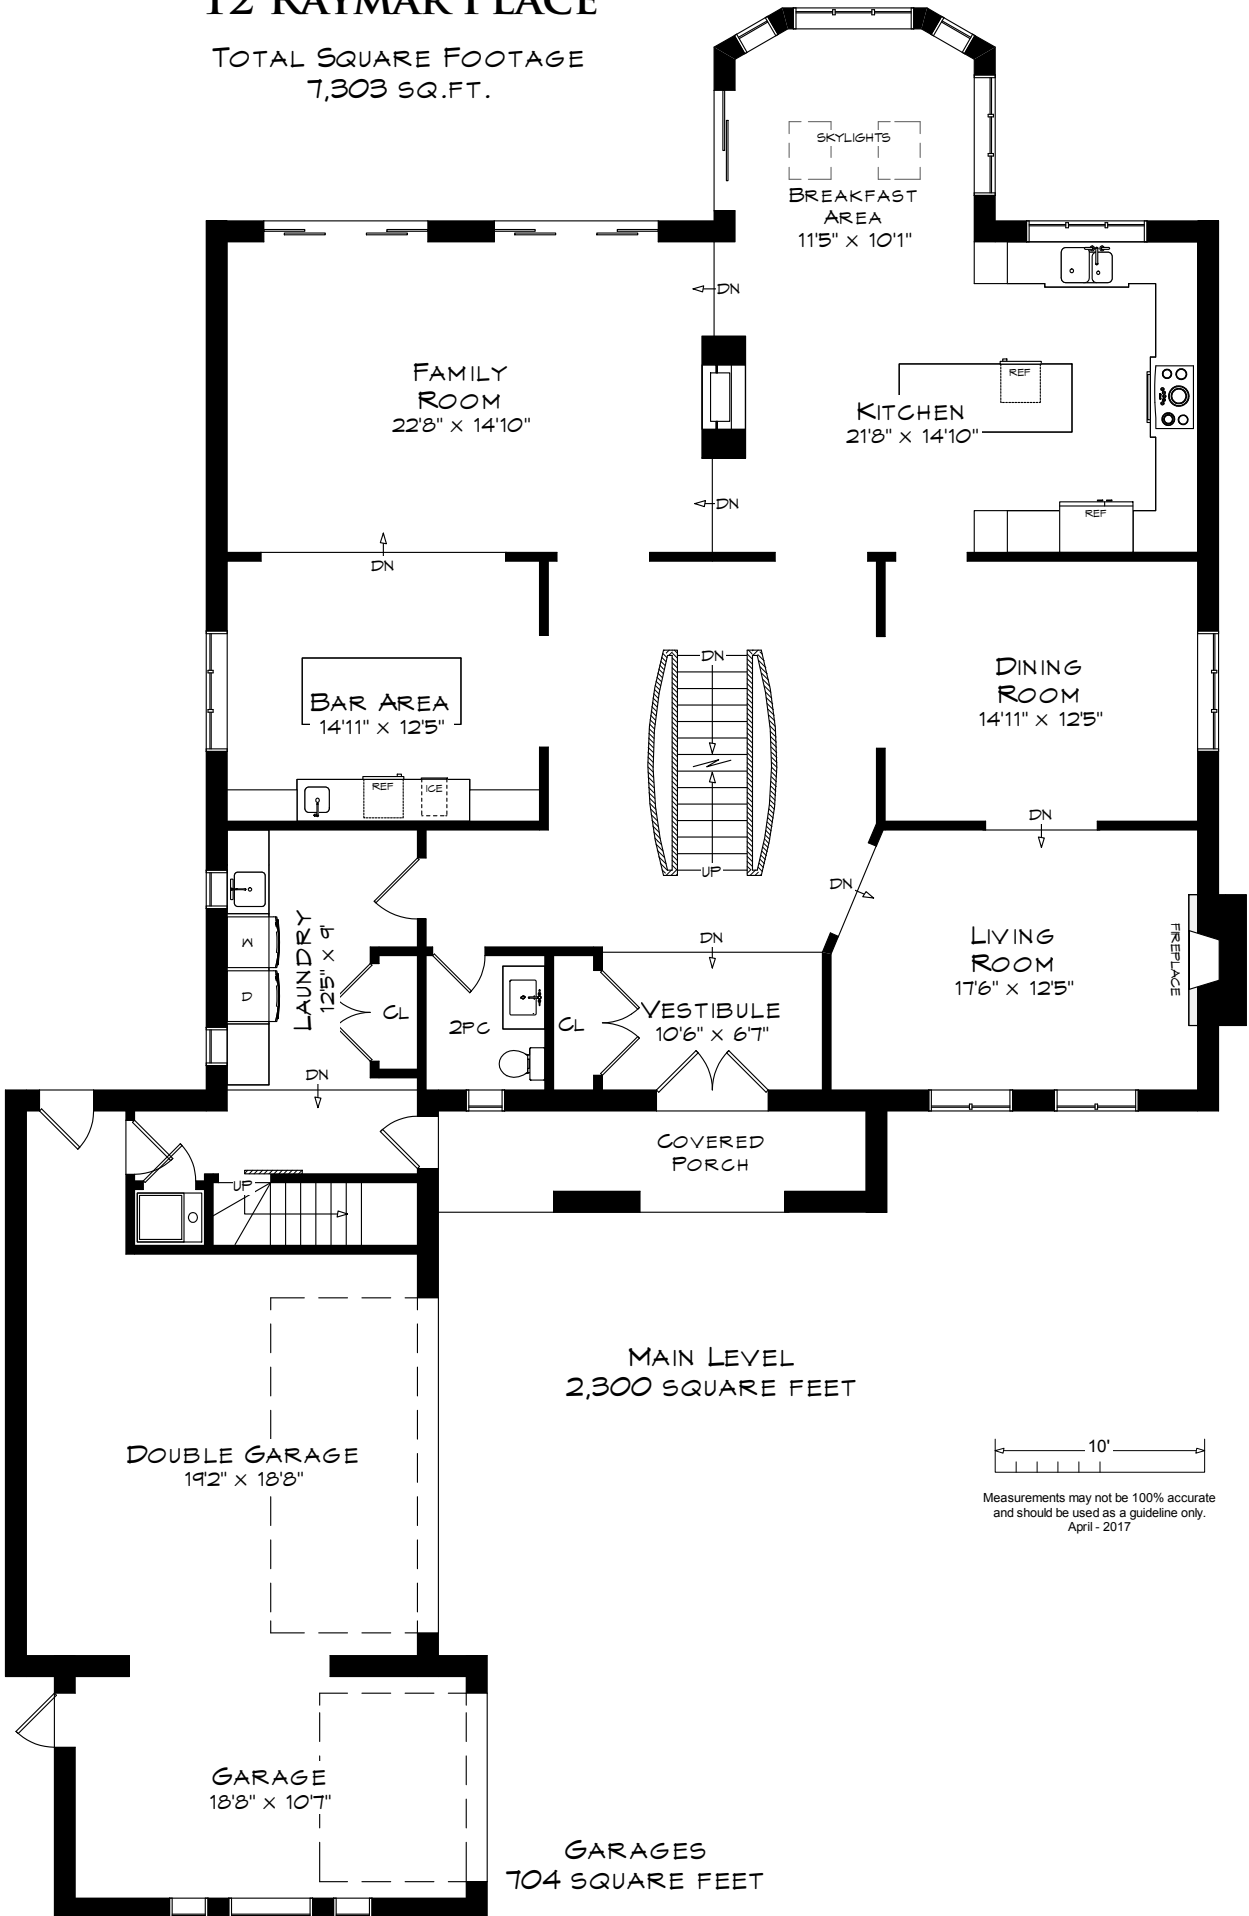 12 RAYMAR PLACE
TOTAL SQUARE FOOTAGE
7,303 SQ.FT.
SKYLIGHTS
BREAKFAST
AREA
11'5" x 10'1"
DN
FAMILY
ROOM
22'8" x 14'10"
REF
KITCHEN
21'8" x 14'10"
DN
REF
DN
DN
BAR AREA
14'11" x 12'5"
DINING
ROOM
14'11" x 12'5"
REF
ICE
DN
UP
DN
LAUNDRY
12'5" x 9'
W
D
CL
2PC
CL
DN
VESTIBULE
10'6" x 6'7"
LIVING
ROOM
17'6" x 12'5"
FIREPLACE
DN
COVERED
PORCH
UP
MAIN LEVEL
2,300 SQUARE FEET
DOUBLE GARAGE
19'2" x 18'8"
10'
Measurements may not be 100% accurate
and should be used as a guideline only.
April - 2017
GARAGE
18'8" x 10'7"
GARAGES
704 SQUARE FEET